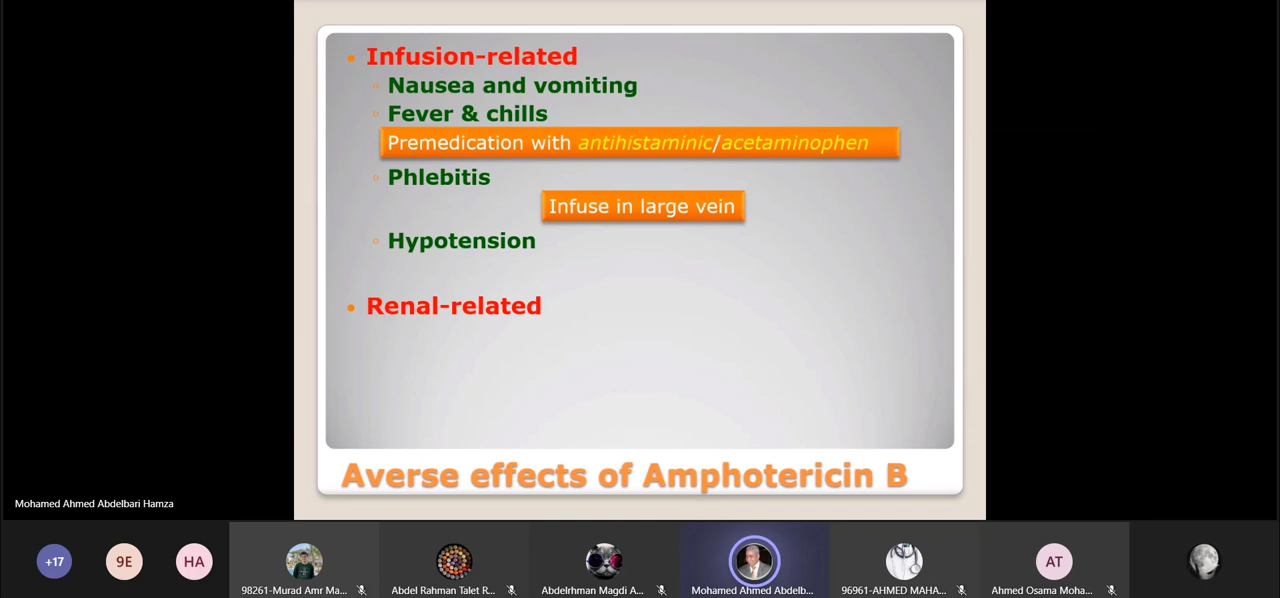 Infusion-related
Nausea and vomiting
Fever & chills
Premedication with antihistaminic/acetaminophen
Phlebitis
Infuse in large vein
Hypotension
Renal-related
Averse effects of Amphotericin B
Mohamed Ahmed Abdelbari Hamza
+17
9E
HA
98261-Murad Amr Ma...
Abdel Rahman Talet R...
Abdelrhman Magdi A...
Mohamed Ahmed Abdelb...
96961-AHMED MAHA...
AT
Ahmed Osama Moha...